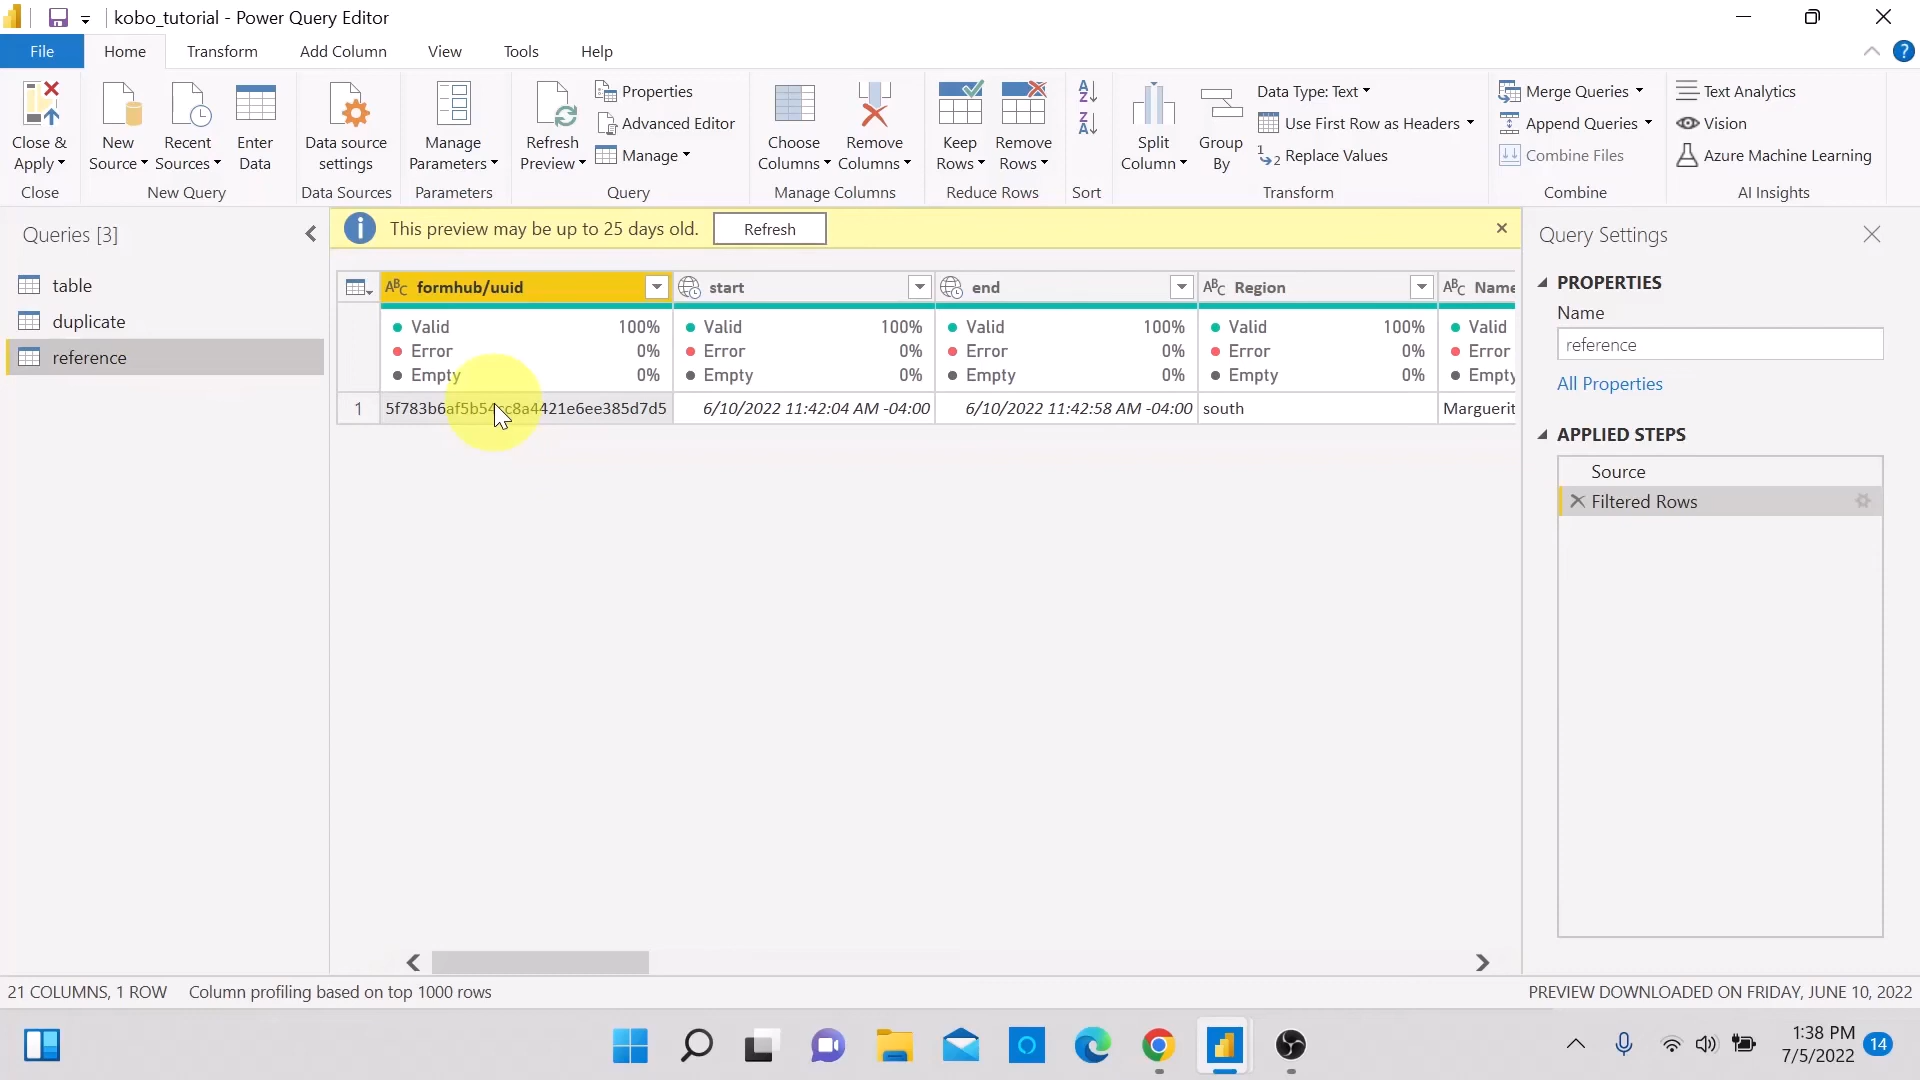 kobo_tutorial - Power Query Editor
File Home Transform Add Column View Tools Help
Close & Apply
Close
New Source
Recent Sources
Enter Data
New Query
Data source settings
Data Sources
Manage Parameters
Parameters
Refresh Preview
Properties
Advanced Editor
Manage
Query
Choose Columns
Remove Columns
Manage Columns
Keep Rows
Remove Rows
Reduce Rows
Sort
Split Column
Group By
Data Type: Text
Use First Row as Headers
Replace Values
Transform
Merge Queries
Append Queries
Combine Files
Combine
Text Analytics
Vision
Azure Machine Learning
AI Insights
Queries [3]
table
duplicate
reference
This preview may be up to 25 days old. Refresh
formhub/uuid start end Region Name
Valid 100% Valid 100% Valid 100% Valid 100% Valid
Error 0% Error 0% Error 0% Error 0% Error
Empty 0% Empty 0% Empty 0% Empty 0% Empty
1 5f783b6af5b54cc8a4421e6ee385d7d5 6/10/2022 11:42:04 AM -04:00 6/10/2022 11:42:58 AM -04:00 south Marguerit
Query Settings
PROPERTIES
Name
reference
All Properties
APPLIED STEPS
Source
Filtered Rows
21 COLUMNS, 1 ROW Column profiling based on top 1000 rows
PREVIEW DOWNLOADED ON FRIDAY, JUNE 10, 2022
1:38 PM
7/5/2022
14